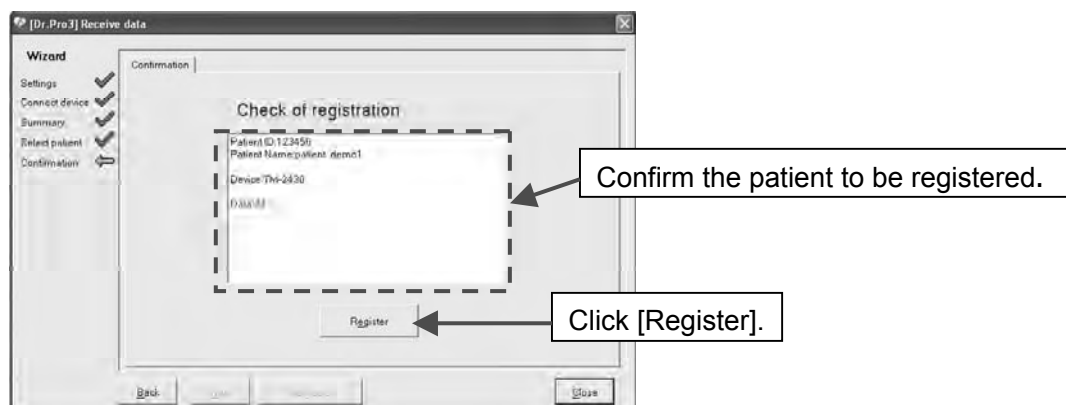 [Dr.Pro3] Receive data
Wizard
Settings
Connect device
Summary
Select patient
Confirmation
Confirmation
Check of registration
Patient ID:123456
Patient Name:patient demo1
Device:TM-2430
Confirm the patient to be registered.
Register
Click [Register].
Back
Close